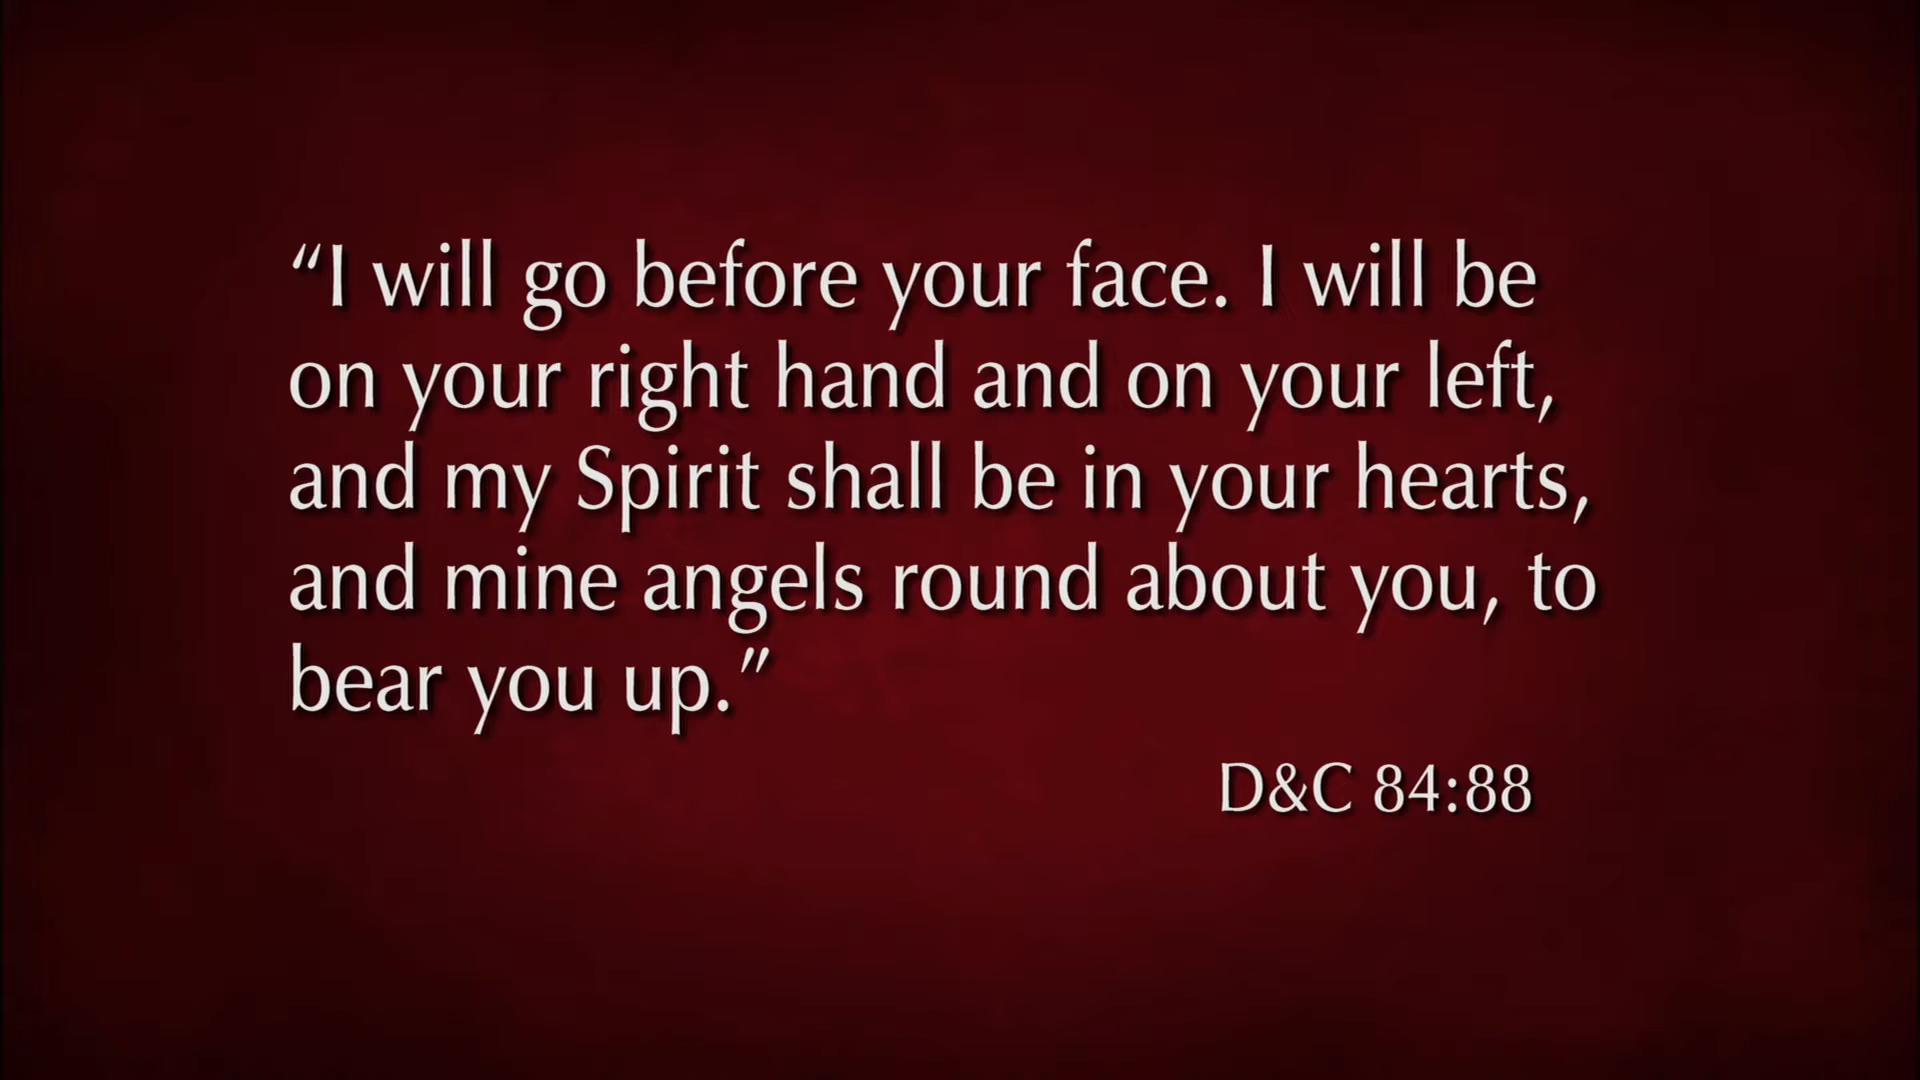 “I will go before your face. I will be
on your right hand and on your left,
and my Spirit shall be in your hearts,
and mine angels round about you, to
bear you up.”
D&C 84:88